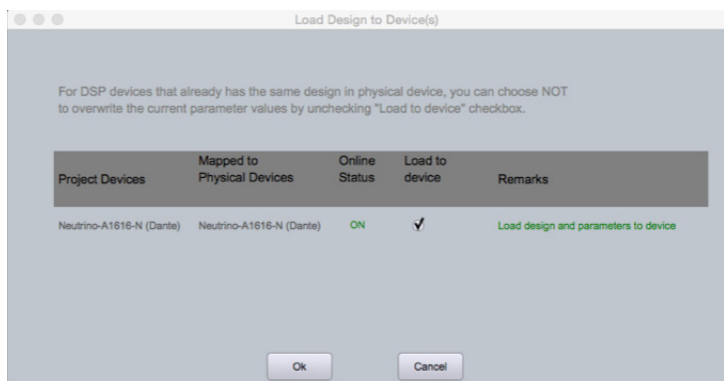 Load Design to Device(s)
For DSP devices that already has the same design in physical device, you can choose NOT
to overwrite the current parameter values by unchecking "Load to device" checkbox.
Project Devices Mapped to Physical Devices Online Status Load to device Remarks
Neutrino-A1616-N (Dante) Neutrino-A1616-N (Dante) ON Load design and parameters to device
Ok Cancel